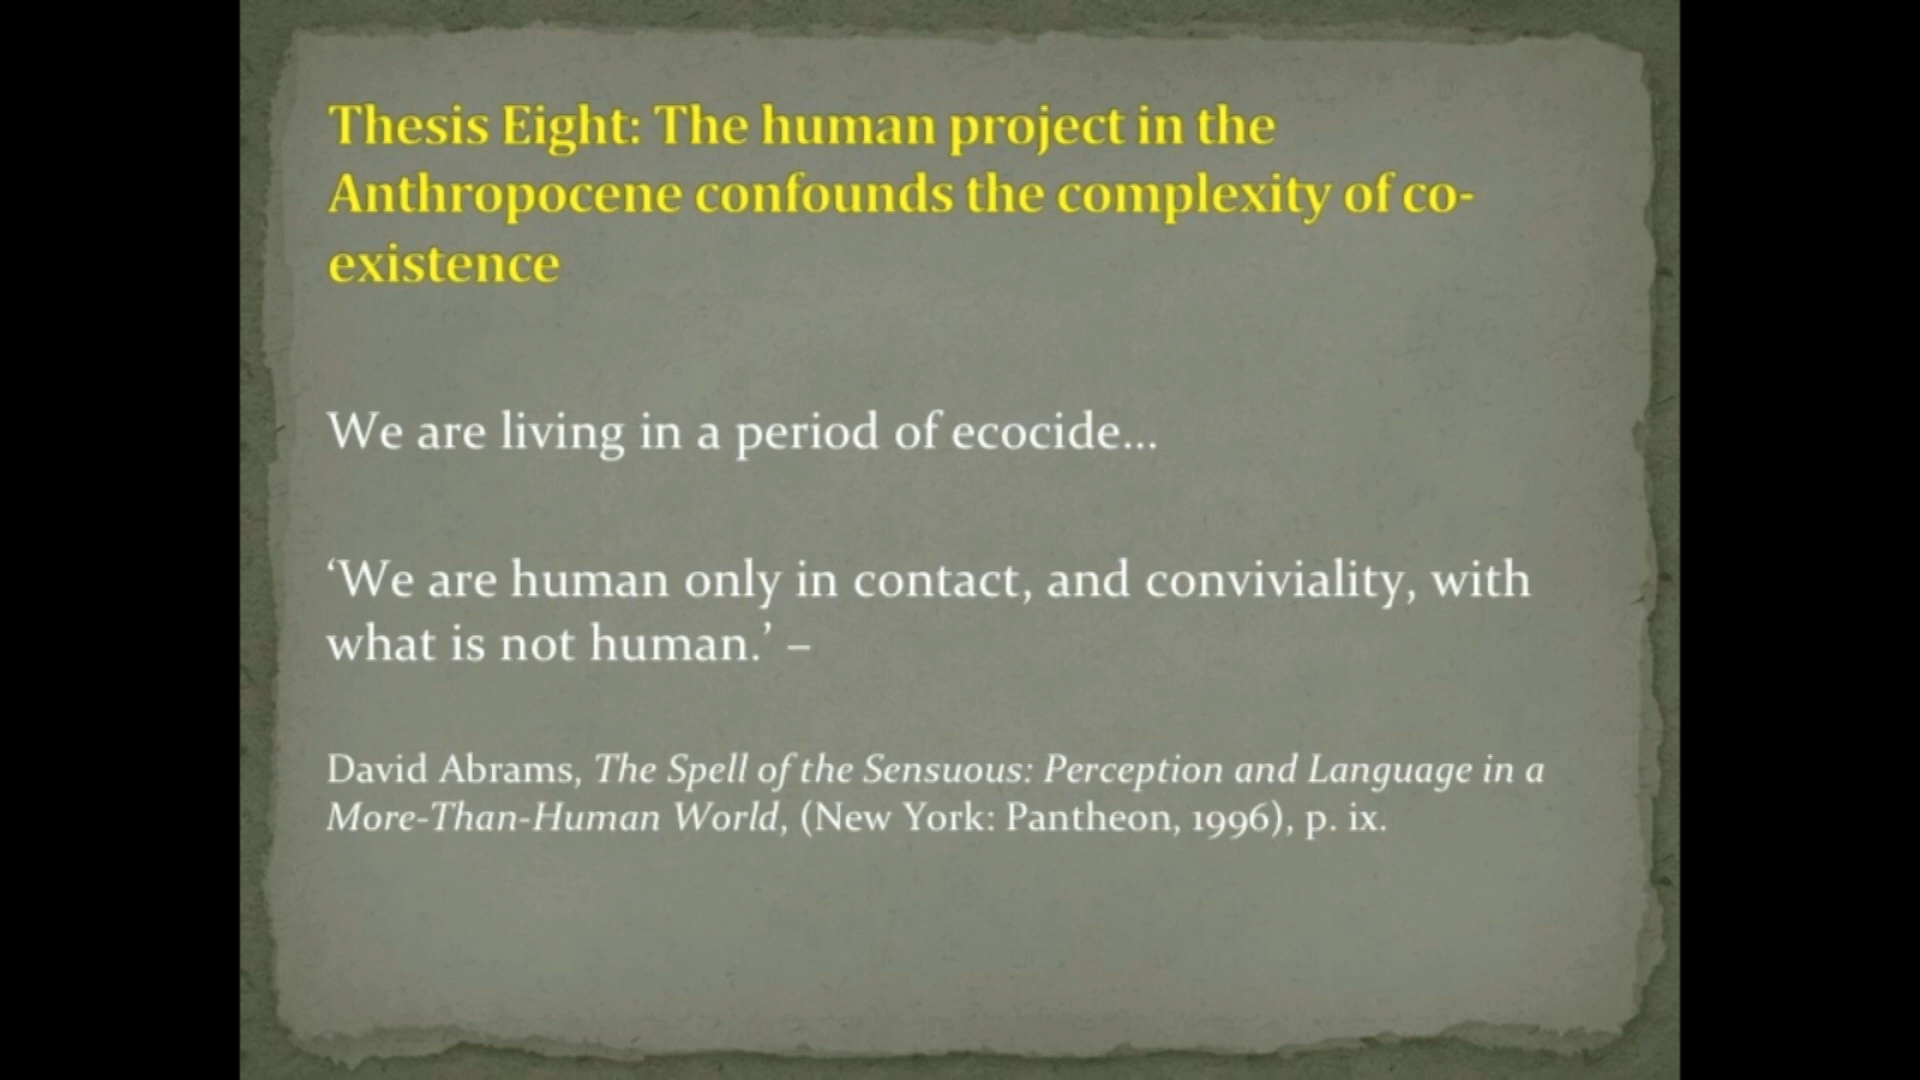 Thesis Eight: The human project in the
Anthropocene confounds the complexity of co-
existence
We are living in a period of ecocide...
‘We are human only in contact, and conviviality, with
what is not human.’ –
David Abrams, The Spell of the Sensuous: Perception and Language in a
More-Than-Human World, (New York: Pantheon, 1996), p. ix.